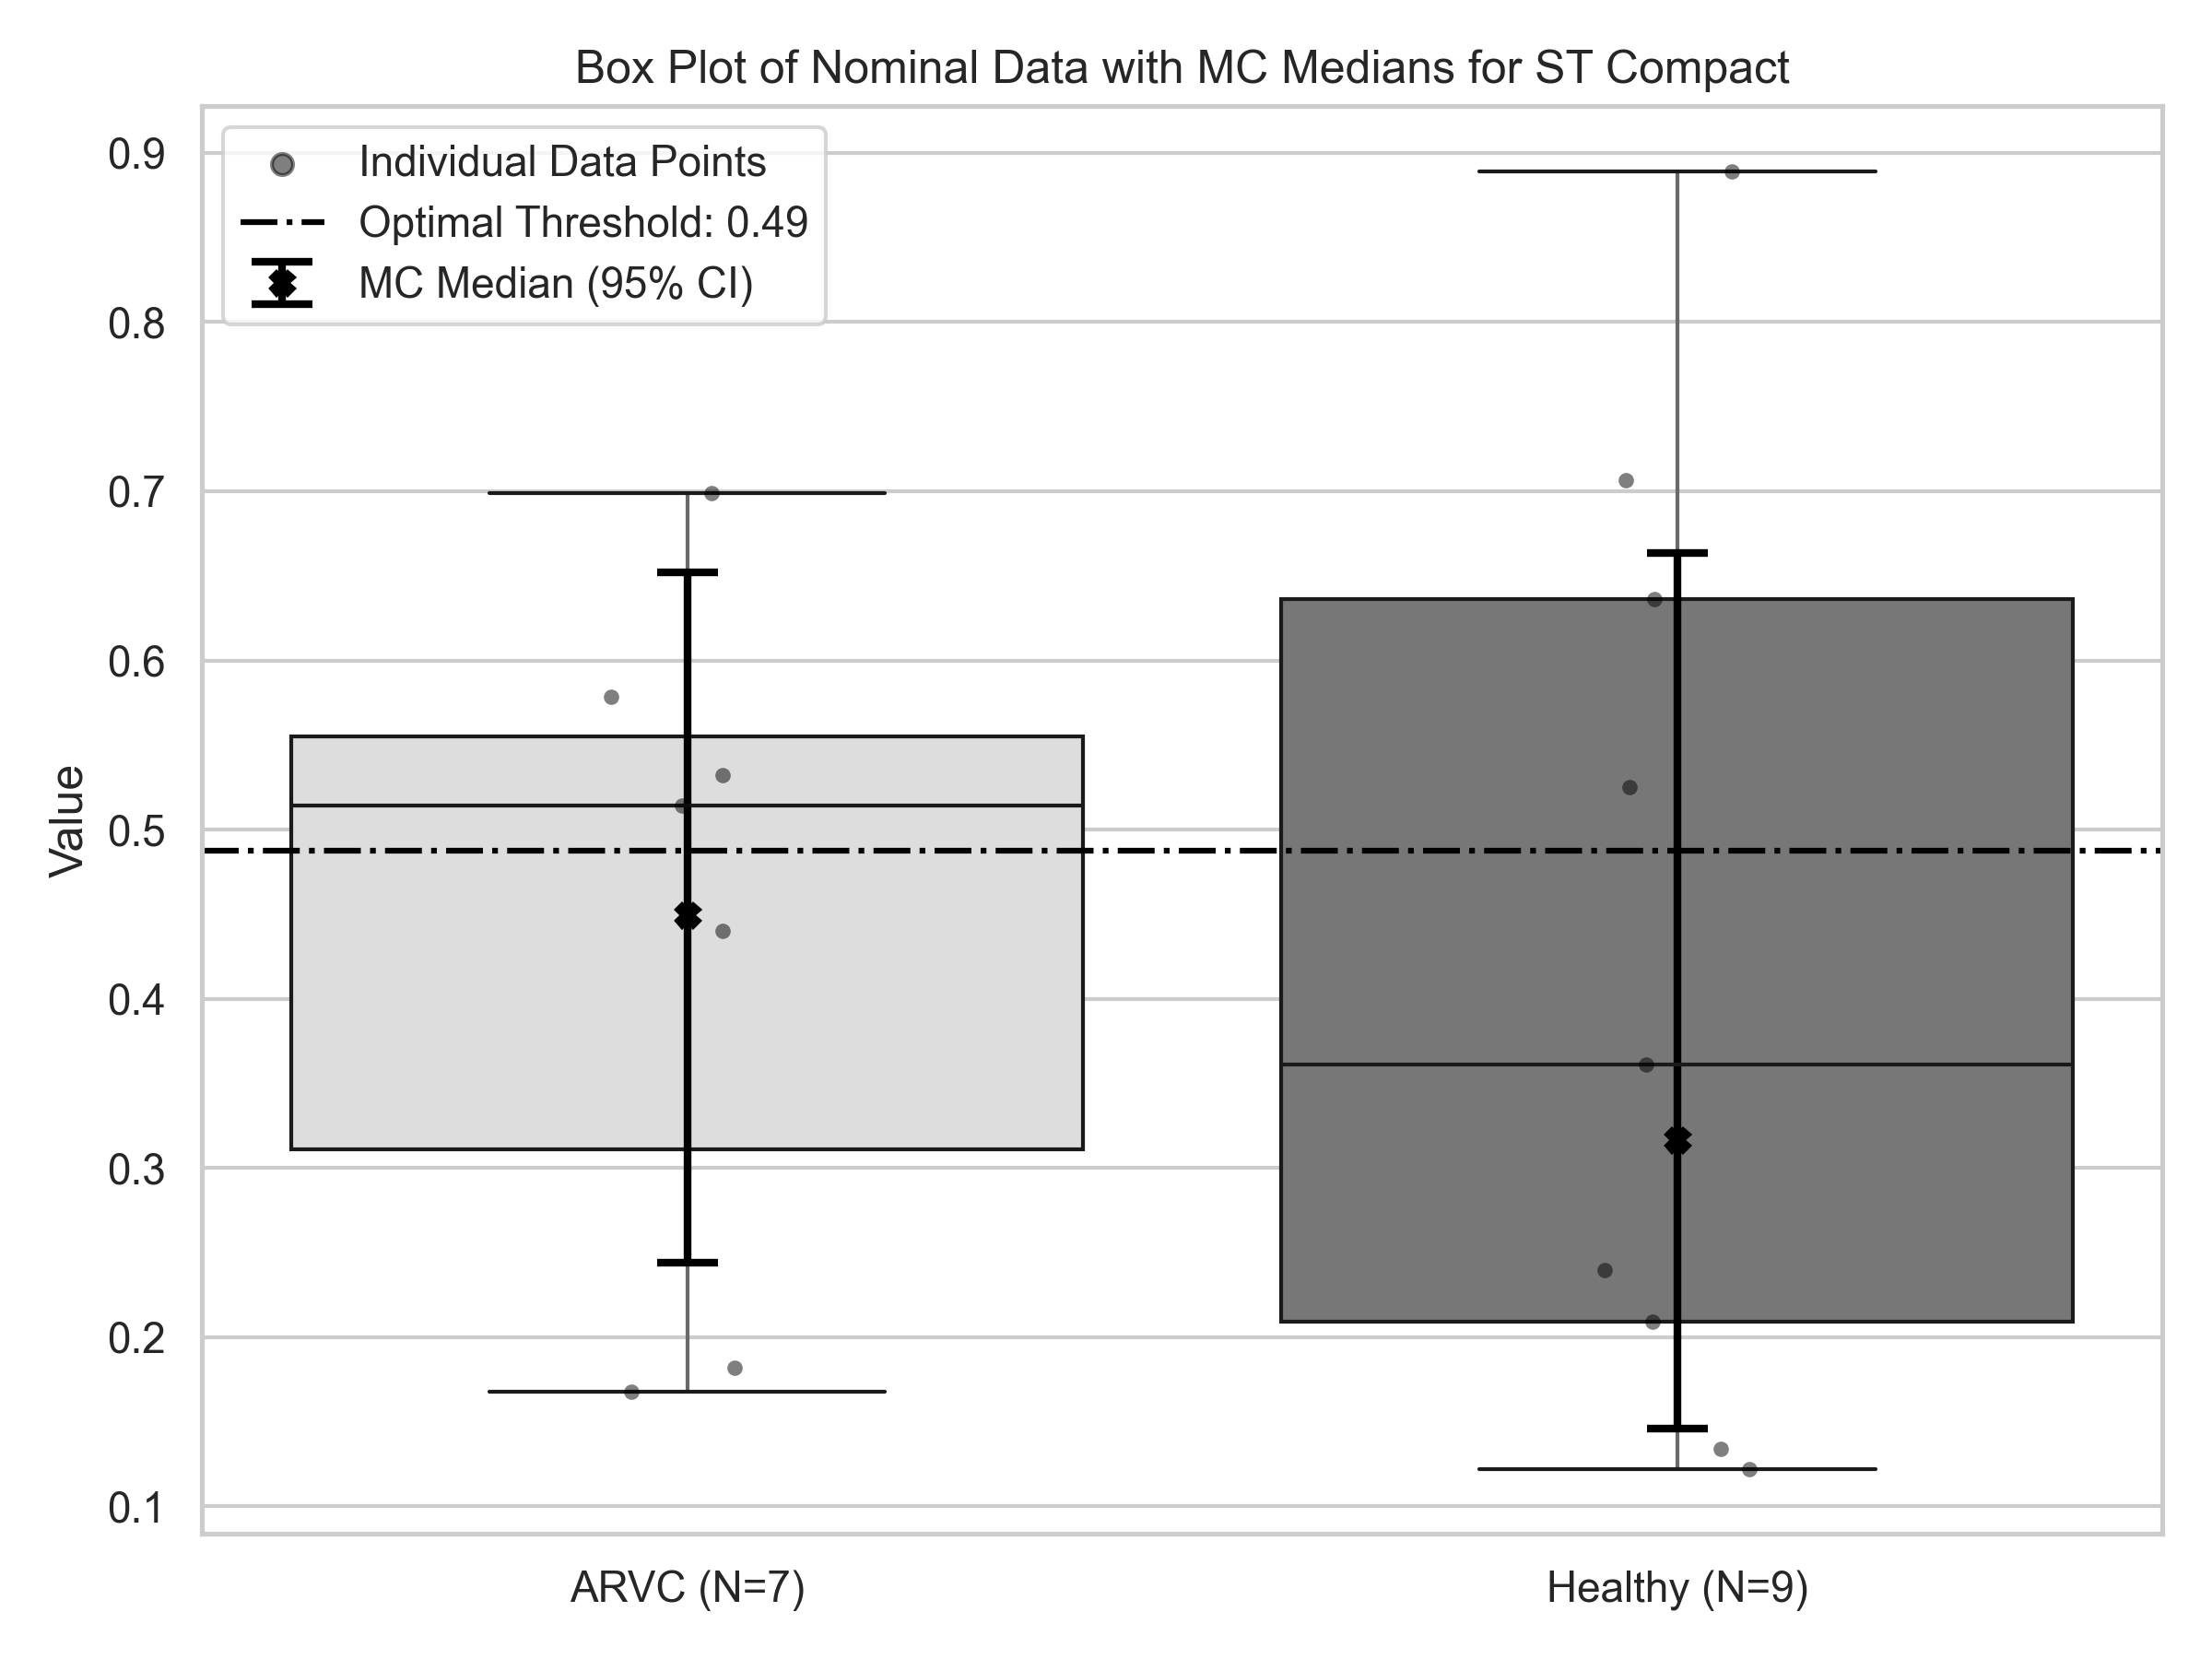 Box Plot of Nominal Data with MC Medians for ST Compact
Individual Data Points
Optimal Threshold: 0.49
MC Median (95% CI)
0.9
0.8
0.7
0.6
0.5
0.4
0.3
0.2
0.1
Value
ARVC (N=7)
Healthy (N=9)